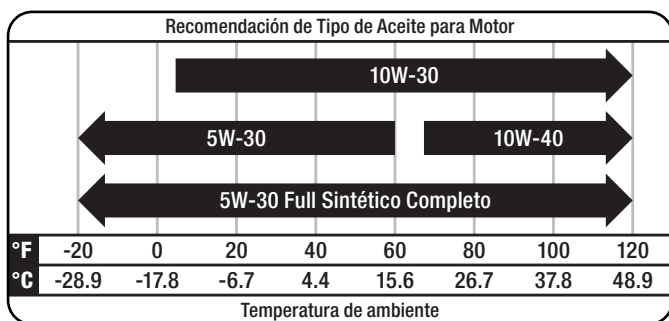 Recomendación de Tipo de Aceite para Motor
10W-30
5W-30 10W-40
5W-30 Full Sintético Completo
°F -20 0 20 40 60 80 100 120
°C -28.9 -17.8 -6.7 4.4 15.6 26.7 37.8 48.9
Temperatura de ambiente